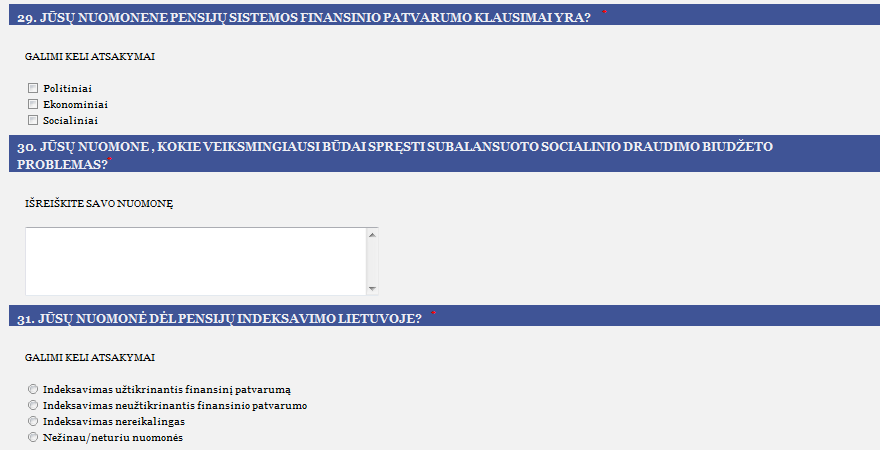 29. JŪSŲ NUOMONENE PENSIJŲ SISTEMOS FINANSINIO PATVARUMO KLAUSIMAI YRA? *
GALIMI KELI ATSAKYMAI
Politiniai
Ekonominiai
Socialiniai
30. JŪSŲ NUOMONE , KOKIE VEIKSMINGIAUSI BŪDAI SPRĘSTI SUBALANSUOTO SOCIALINIO DRAUDIMO BIUDŽETO
PROBLEMAS?*
IŠREIŠKITE SAVO NUOMONĘ
31. JŪSŲ NUOMONĖ DĖL PENSIJŲ INDEKSAVIMO LIETUVOJE? *
GALIMI KELI ATSAKYMAI
Indeksavimas užtikrinantis finansinį patvarumą
Indeksavimas neužtikrinantis finansinio patvarumo
Indeksavimas nereikalingas
Nežinau/neturiu nuomonės